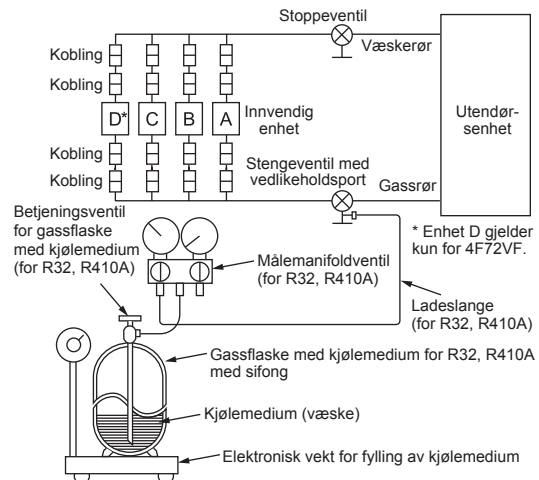 Stoppeventil
Kobling
Væskerør
Kobling
D*
C
B
A
Innvendig
enhet
Utendør-
senhet
Kobling
Stengeventil med
vedlikeholdsport
Kobling
Gassrør
Betjeningsventil
for gassflaske
med kjølemedium
(for R32, R410A)
* Enhet D gjelder
kun for 4F72VF.
Målemanifoldventil
(for R32, R410A)
Ladeslange
(for R32, R410A)
Gassflaske med kjølemedium for R32, R410A
med sifong
Kjølemedium (væske)
Elektronisk vekt for fylling av kjølemedium